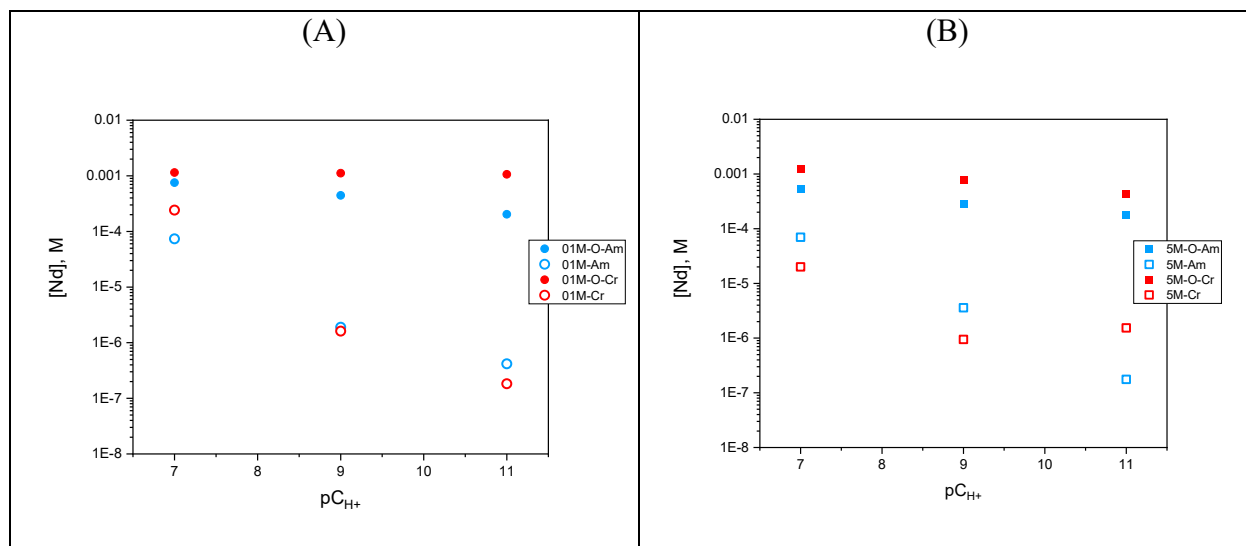 (A)
0.01
0.001
1E-4
1E-5
1E-6
1E-7
1E-8
[Nd], M
7
8
9
10
11
pC_H+
01M-O-Am
01M-Am
01M-O-Cr
01M-Cr
(B)
0.01
0.001
1E-4
1E-5
1E-6
1E-7
1E-8
[Nd], M
7
8
9
10
11
pC_H+
5M-O-Am
5M-Am
5M-O-Cr
5M-Cr